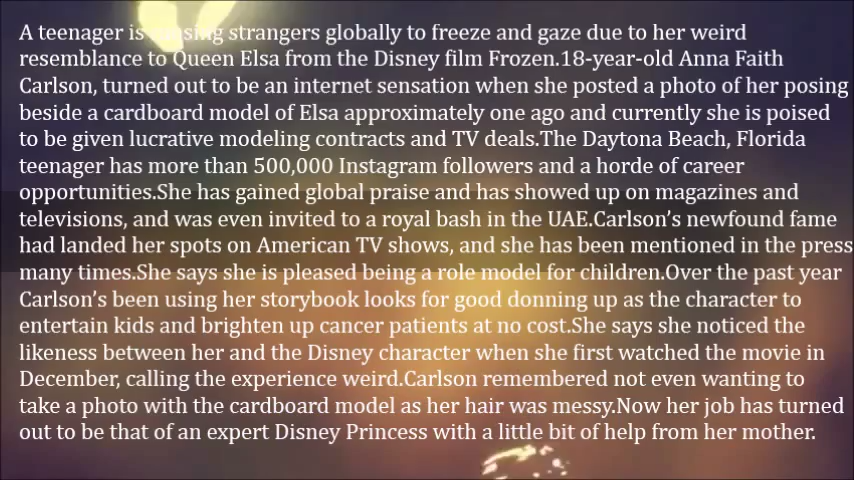 A teenager is causing strangers globally to freeze and gaze due to her weird
resemblance to Queen Elsa from the Disney film Frozen.18-year-old Anna Faith
Carlson, turned out to be an internet sensation when she posted a photo of her posing
beside a cardboard model of Elsa approximately one ago and currently she is poised
to be given lucrative modeling contracts and TV deals.The Daytona Beach, Florida
teenager has more than 500,000 Instagram followers and a horde of career
opportunities.She has gained global praise and has showed up on magazines and
televisions, and was even invited to a royal bash in the UAE.Carlson’s newfound fame
had landed her spots on American TV shows, and she has been mentioned in the press
many times.She says she is pleased being a role model for children.Over the past year
Carlson’s been using her storybook looks for good donning up as the character to
entertain kids and brighten up cancer patients at no cost.She says she noticed the
likeness between her and the Disney character when she first watched the movie in
December, calling the experience weird.Carlson remembered not even wanting to
take a photo with the cardboard model as her hair was messy.Now her job has turned
out to be that of an expert Disney Princess with a little bit of help from her mother.